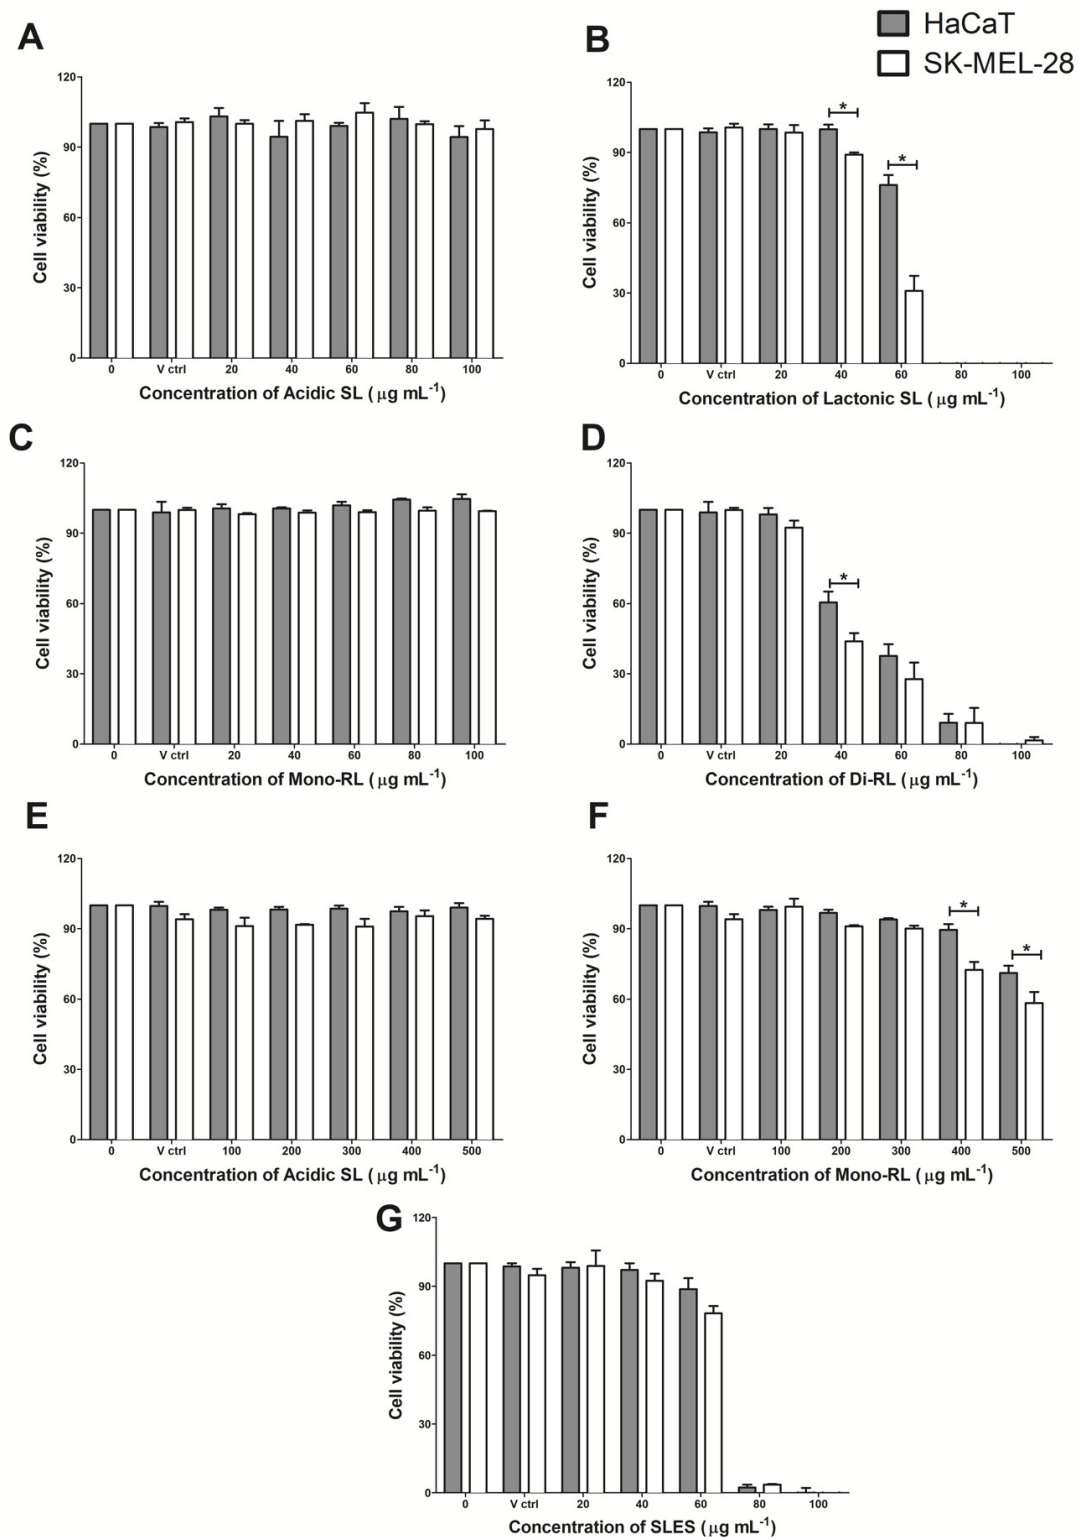 HaCaT
SK-MEL-28
A
120
90
60
30
0
Cell viability (%)
0 V ctrl 20 40 60 80 100
Concentration of Acidic SL ( μg mL⁻¹)
B
120
90
60
30
0
Cell viability (%)
*
*
0 V ctrl 20 40 60 80 100
Concentration of Lactonic SL ( μg mL⁻¹)
C
120
90
60
30
0
Cell viability (%)
0 V ctrl 20 40 60 80 100
Concentration of Mono-RL ( μg mL⁻¹)
D
120
90
60
30
0
Cell viability (%)
*
0 V ctrl 20 40 60 80 100
Concentration of Di-RL ( μg mL⁻¹)
E
120
90
60
30
0
Cell viability (%)
0 V ctrl 100 200 300 400 500
Concentration of Acidic SL ( μg mL⁻¹)
F
120
90
60
30
0
Cell viability (%)
*
*
0 V ctrl 100 200 300 400 500
Concentration of Mono-RL ( μg mL⁻¹)
G
120
90
60
30
0
Cell viability (%)
0 V ctrl 20 40 60 80 100
Concentration of SLES ( μg mL⁻¹)